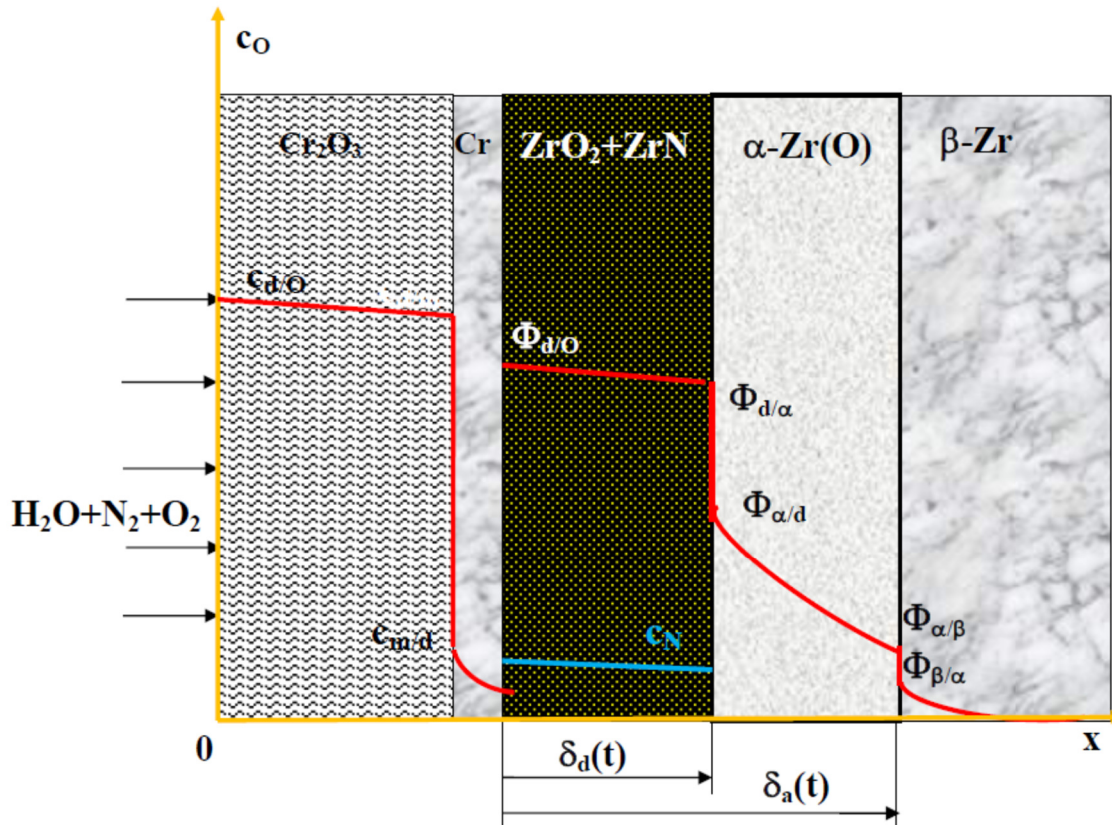 c_O
Cr₂O₃
Cr
ZrO₂+ZrN
α-Zr(O)
β-Zr
c_d/O
Φ_d/O
Φ_d/α
H₂O+N₂+O₂
Φ_α/d
c_m/d
c_N
Φ_α/β
Φ_β/α
0
x
δ_d(t)
δ_a(t)